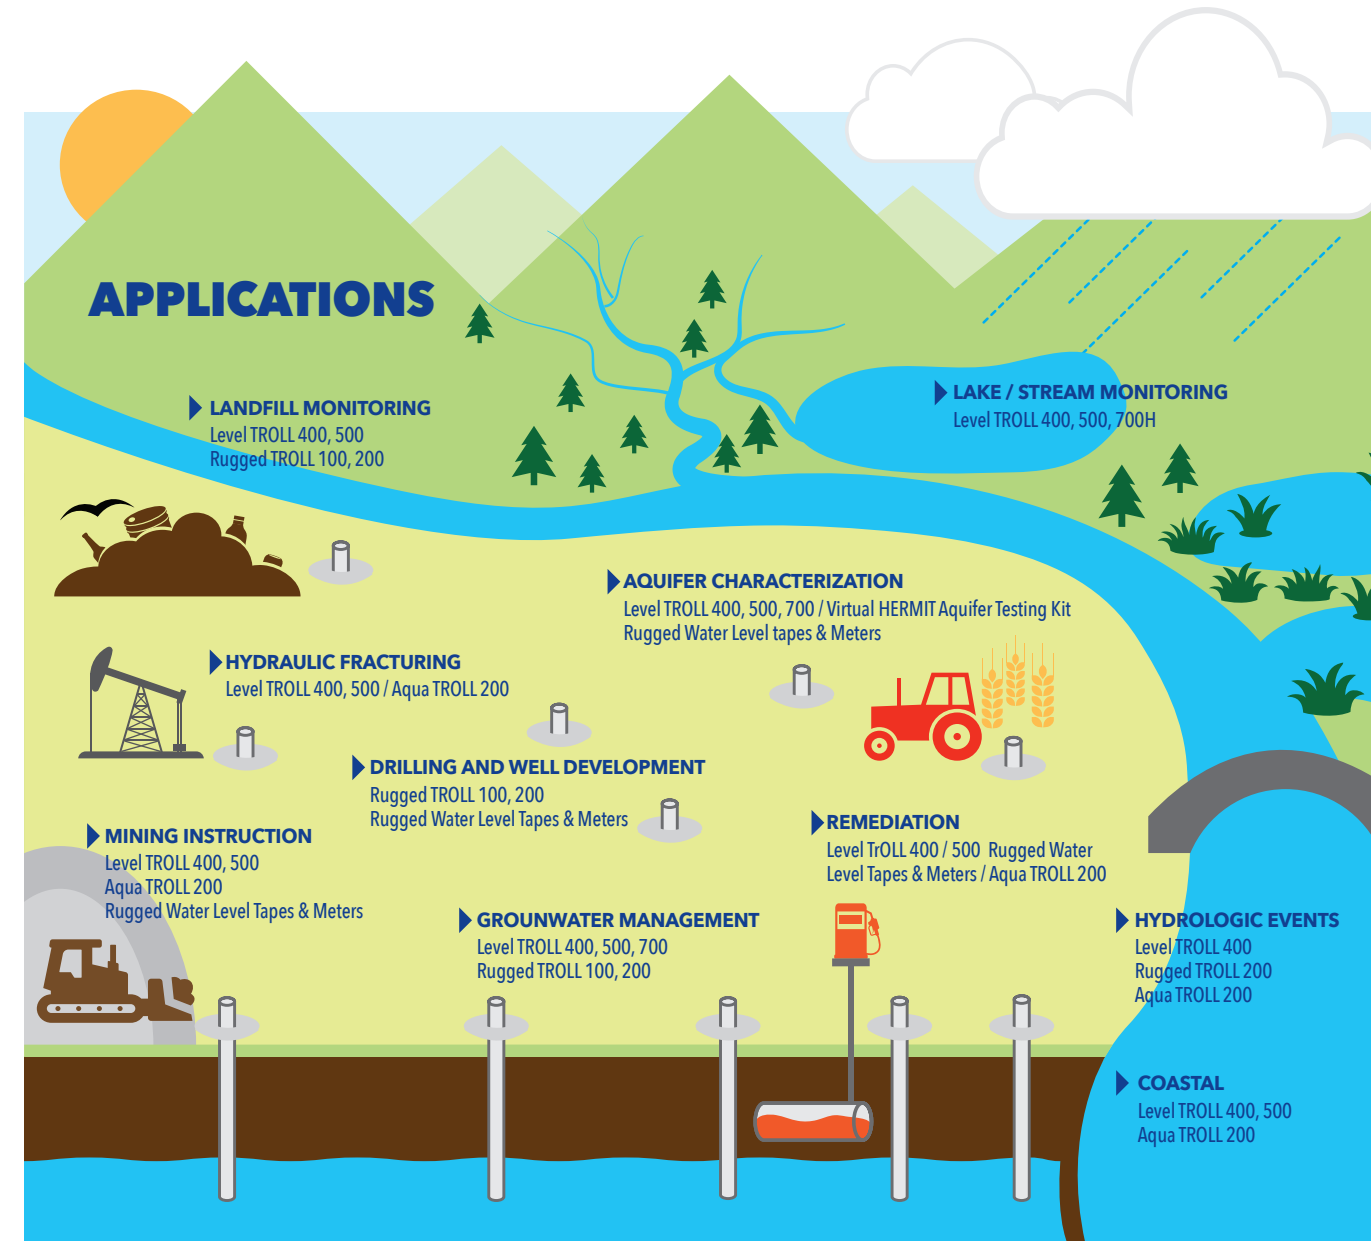 APPLICATIONS
LANDFILL MONITORING
Level TROLL 400, 500
Rugged TROLL 100, 200
LAKE / STREAM MONITORING
Level TROLL 400, 500, 700H
AQUIFER CHARACTERIZATION
Level TROLL 400, 500, 700 / Virtual HERMIT Aquifer Testing Kit
Rugged Water Level tapes & Meters
HYDRAULIC FRACTURING
Level TROLL 400, 500 / Aqua TROLL 200
DRILLING AND WELL DEVELOPMENT
Rugged TROLL 100, 200
Rugged Water Level Tapes & Meters
MINING INSTRUCTION
Level TROLL 400, 500
Aqua TROLL 200
Rugged Water Level Tapes & Meters
REMEDIATION
Level TrOLL 400 / 500 Rugged Water
Level Tapes & Meters / Aqua TROLL 200
GROUNWATER MANAGEMENT
Level TROLL 400, 500, 700
Rugged TROLL 100, 200
HYDROLOGIC EVENTS
Level TROLL 400
Rugged TROLL 200
Aqua TROLL 200
COASTAL
Level TROLL 400, 500
Aqua TROLL 200